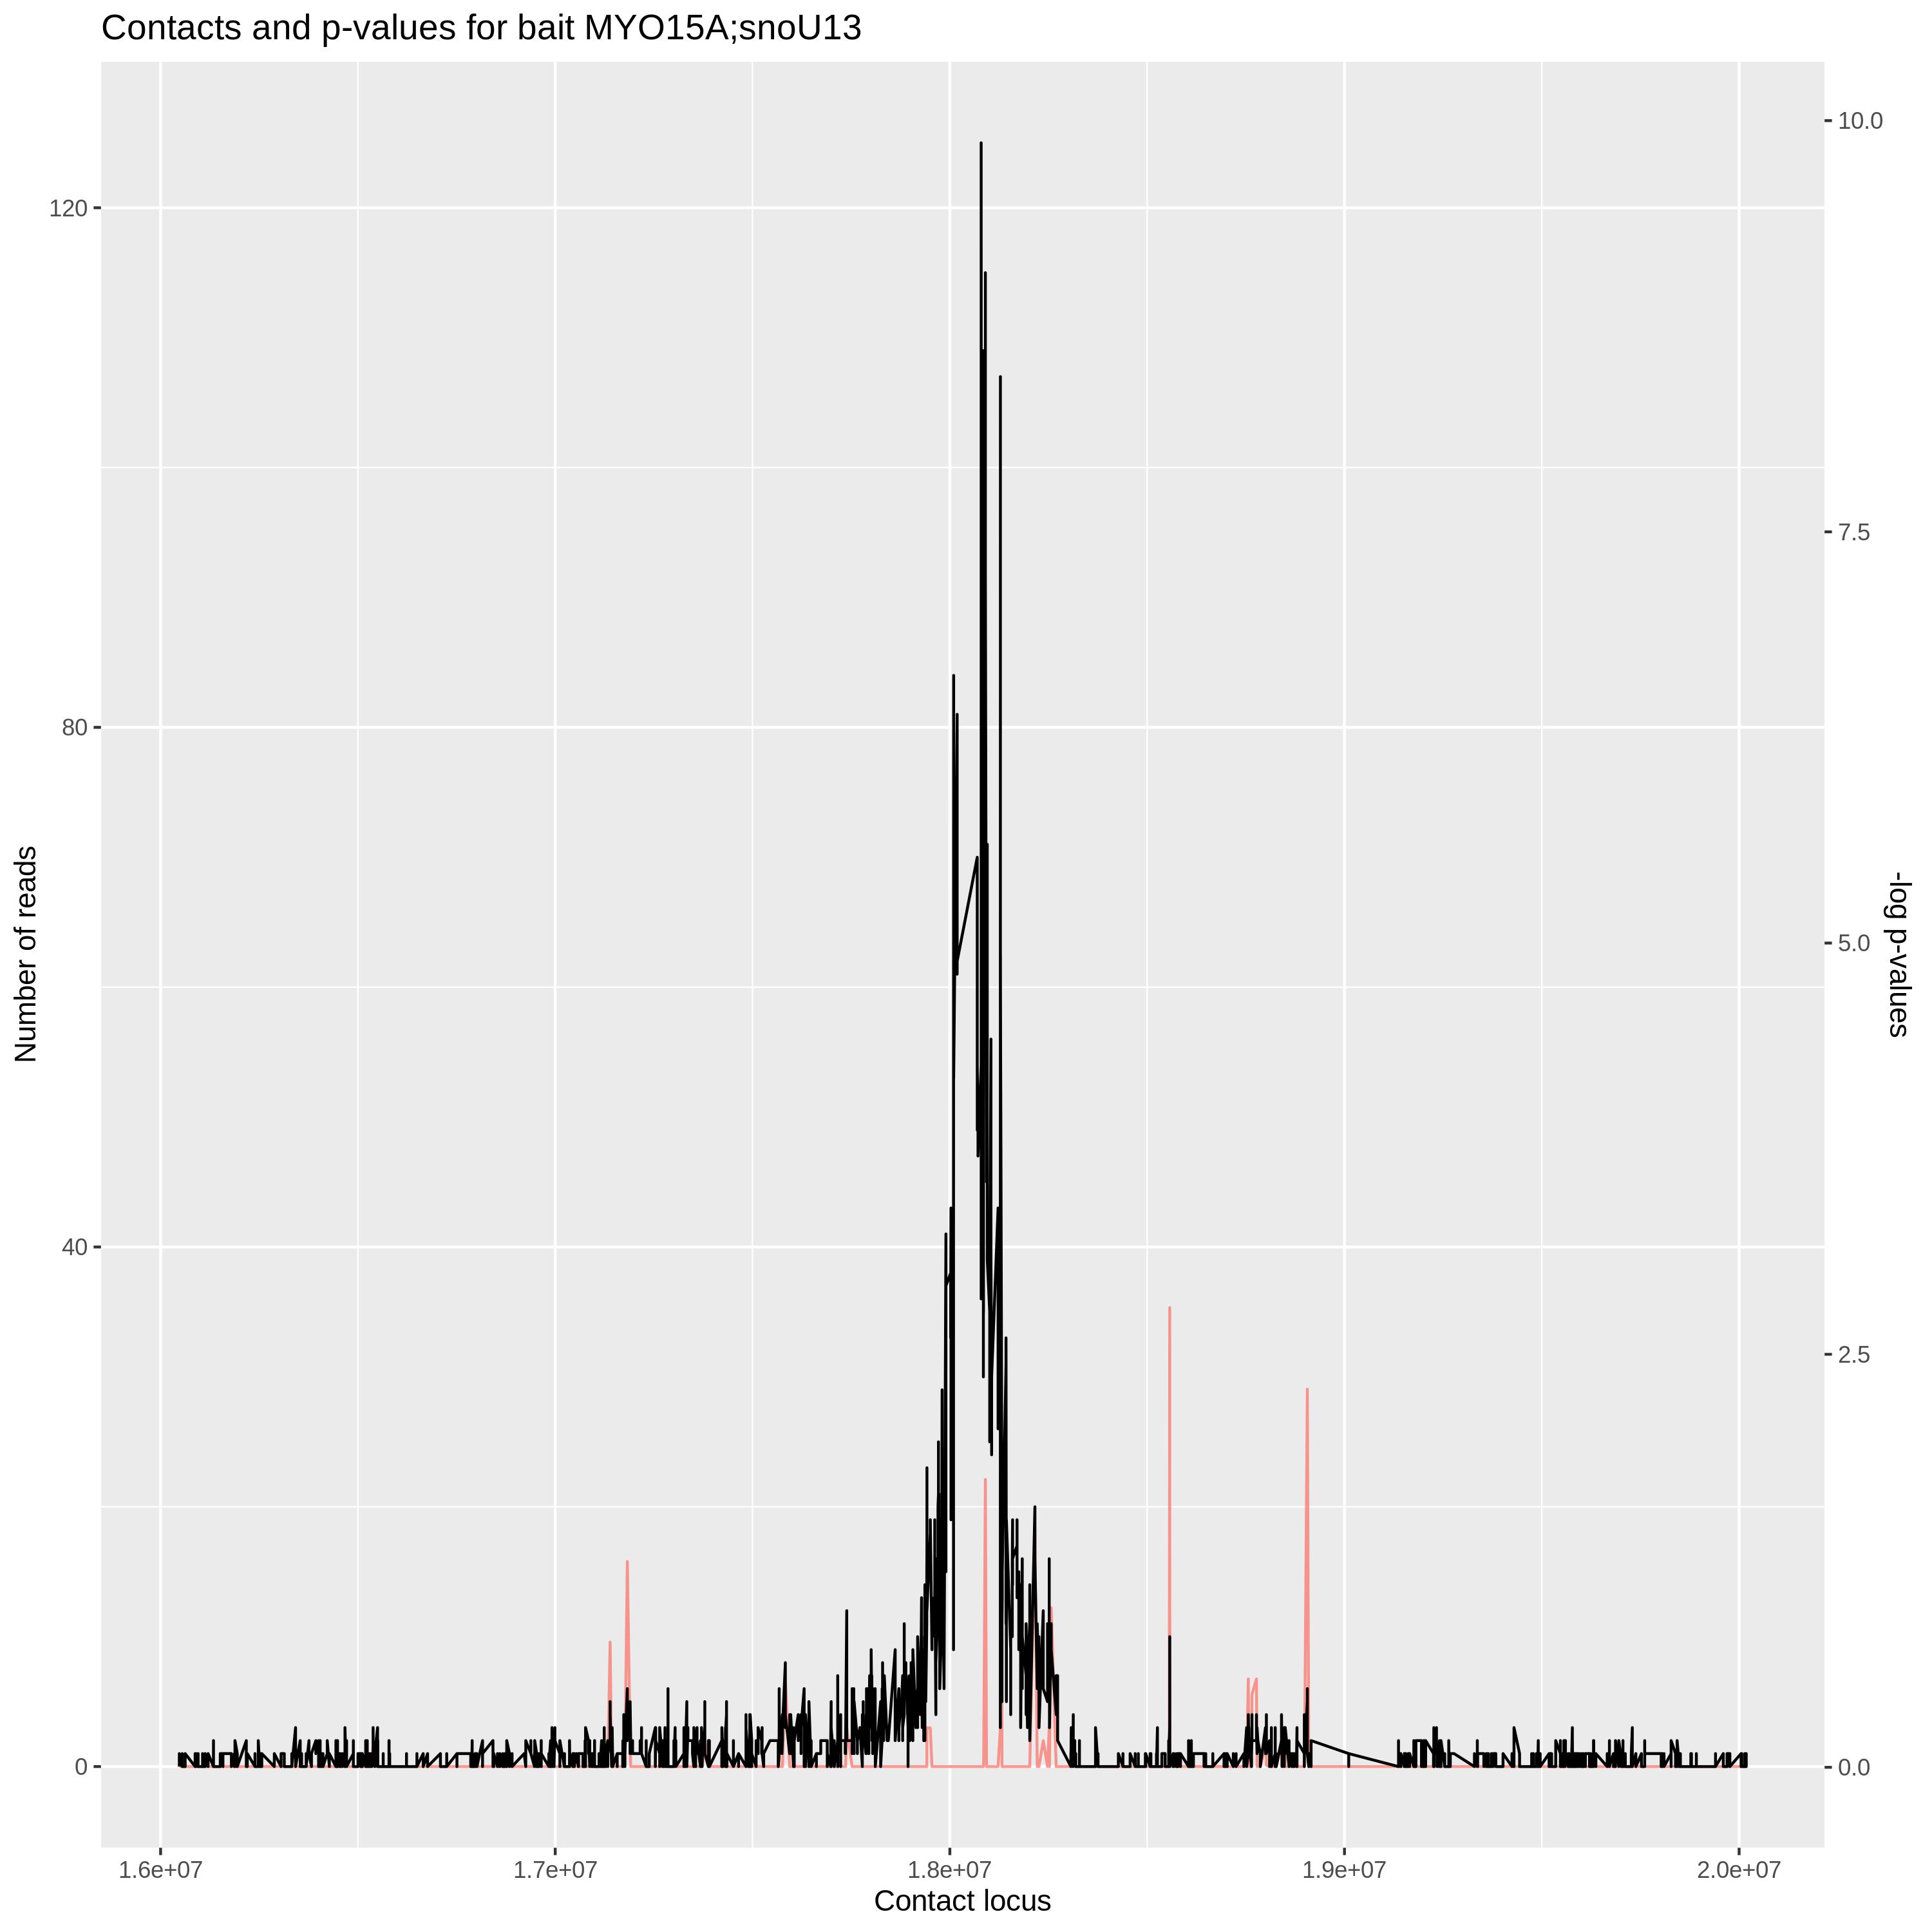 Contacts and p-values for bait MYO15A;snoU13
10.0
120
7.5
80
Number of reads
-log p-values
5.0
40
2.5
0
0.0
1.6e+07 1.7e+07 1.8e+07 1.9e+07 2.0e+07
Contact locus